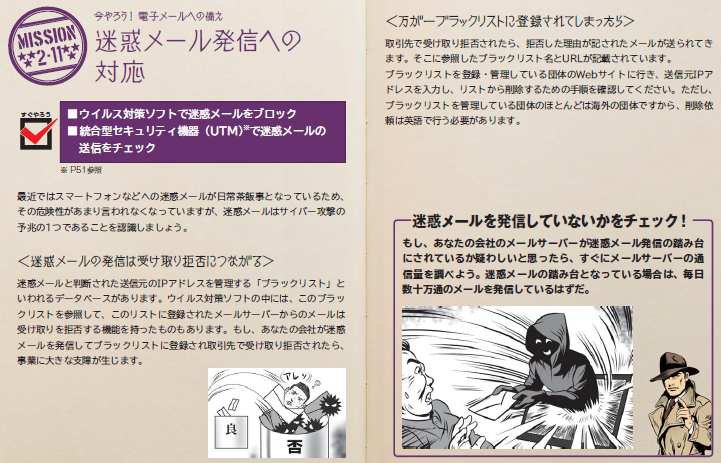 MISSION
★2-11★
今やろう！ 電子メールへの備え
迷惑メール発信への
対応
すぐやろう
■ウイルス対策ソフトで迷惑メールをブロック
■統合型セキュリティ機器（UTM）※で迷惑メールの
送信をチェック
※ P51参照
最近ではスマートフォンなどへの迷惑メールが日常茶飯事となっているため、
その危険性があまり言われなくなっていますが、迷惑メールはサイバー攻撃の
予兆の1つであることを認識しましょう。
＜迷惑メールの発信は受け取り拒否につながる＞
迷惑メールと判断された送信元のIPアドレスを管理する「ブラックリスト」と
いわれるデータベースがあります。ウイルス対策ソフトの中には、このブラッ
クリストを参照して、このリストに登録されたメールサーバーからのメールは
受け取りを拒否する機能を持ったものもあります。もし、あなたの会社が迷惑
メールを発信してブラックリストに登録され取引先で受け取り拒否されたら、
事業に大きな支障が生じます。
アレッ!?
良
否
＜万が一ブラックリストに登録されてしまったら＞
取引先で受け取り拒否されたら、拒否した理由が記されたメールが送られてき
ます。そこに参照したブラックリスト名とURLが記載されています。
ブラックリストを登録・管理している団体のWebサイトに行き、送信元IPア
ドレスを入力し、リストから削除するための手順を確認してください。ただし、
ブラックリストを管理している団体のほとんどは海外の団体ですから、削除依
頼は英語で行う必要があります。
迷惑メールを発信していないかをチェック！
もし、あなたの会社のメールサーバーが迷惑メール発信の踏み台
にされているか疑わしいと思ったら、すぐにメールサーバーの通
信量を調べよう。迷惑メールの踏み台となっている場合は、毎日
数十万通のメールを発信しているはずだ。